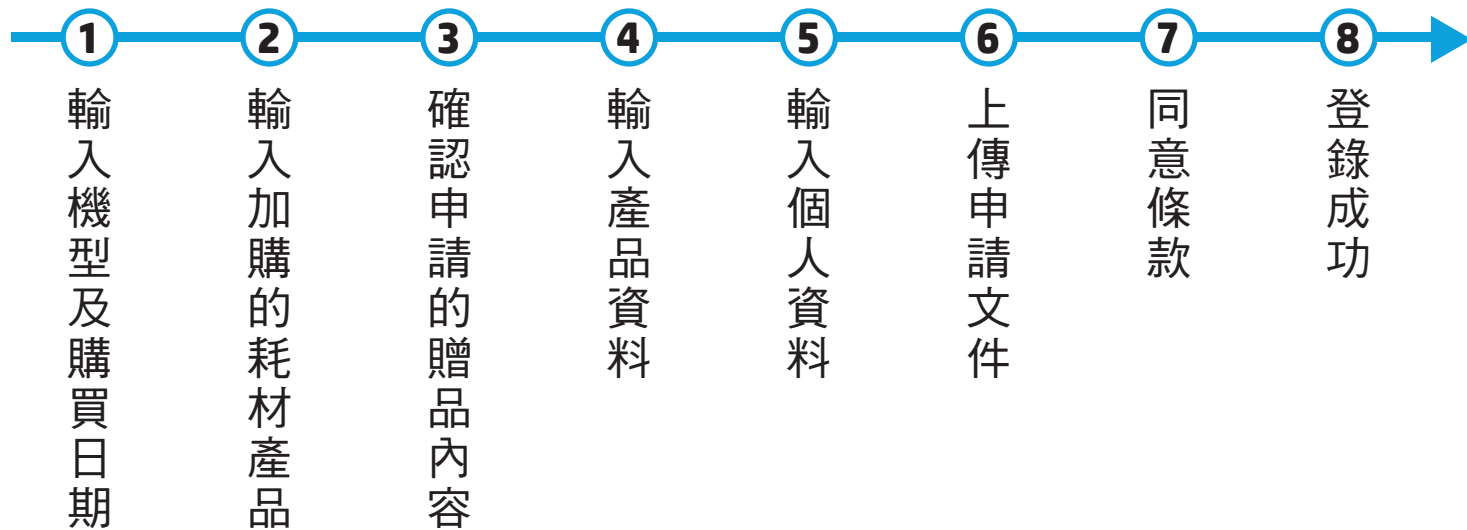 1
輸入機型及購買日期
2
輸入加購的耗材產品
3
確認申請的贈品內容
4
輸入產品資料
5
輸入個人資料
6
上傳申請文件
7
同意條款
8
登錄成功